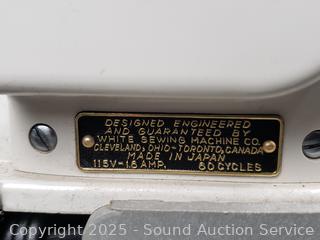 DESIGNED ENGINEERED
AND GUARANTEED BY
WHITE SEWING MACHINE CO.
CLEVELAND, OHIO-TORONTO, CANADA
MADE IN JAPAN
115V-1.6 AMP. 60 CYCLES
Copyright 2025 - Sound Auction Service